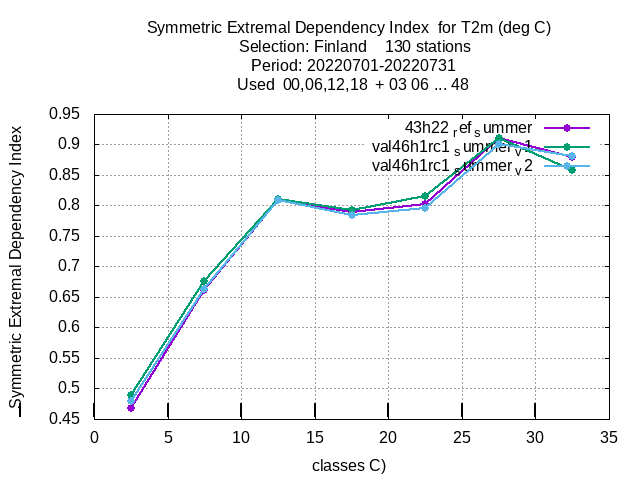 Symmetric Extremal Dependency Index for T2m (deg C)
Selection: Finland 130 stations
Period: 20220701-20220731
Used 00,06,12,18 + 03 06 ... 48
Symmetric Extremal Dependency Index
0.95
0.9
0.85
0.8
0.75
0.7
0.65
0.6
0.55
0.5
0.45
43h22 ref summer
val46h1rc1 summer v1
val46h1rc1 summer v2
0 5 10 15 20 25 30 35
classes C)